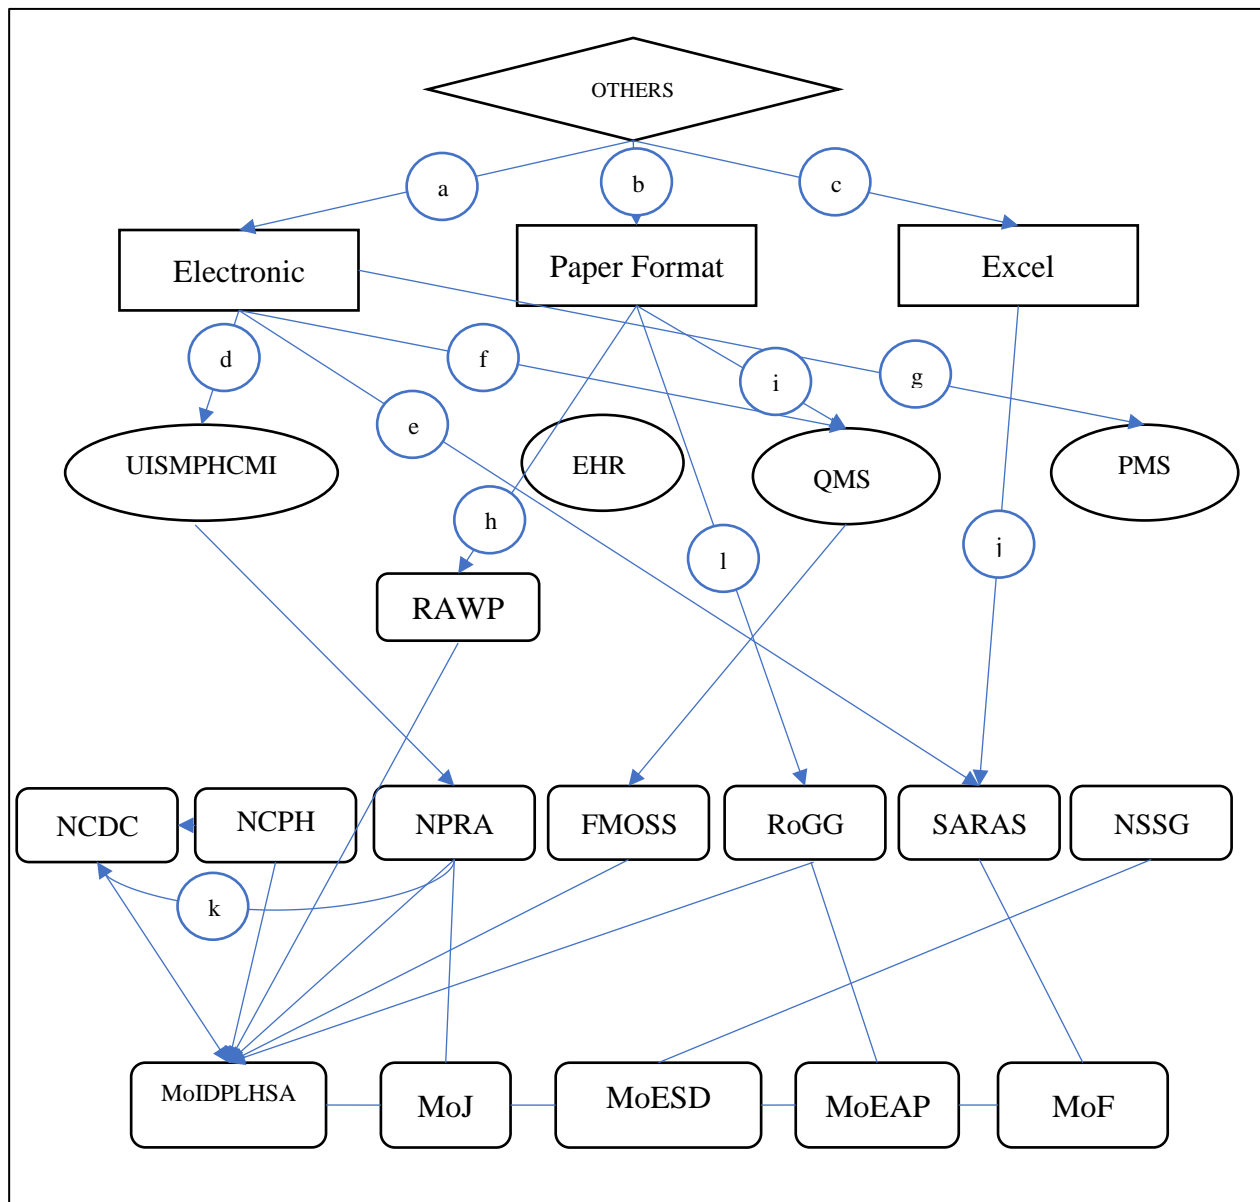 OTHERS
a
b
c
Electronic
Paper Format
Excel
d
f
i
g
e
UISMPHCMI
EHR
QMS
PMS
h
l
j
RAWP
NCDC
NCPH
NPRA
FMOSS
RoGG
SARAS
NSSG
k
MoIDPLHSA
MoJ
MoESD
MoEAP
MoF